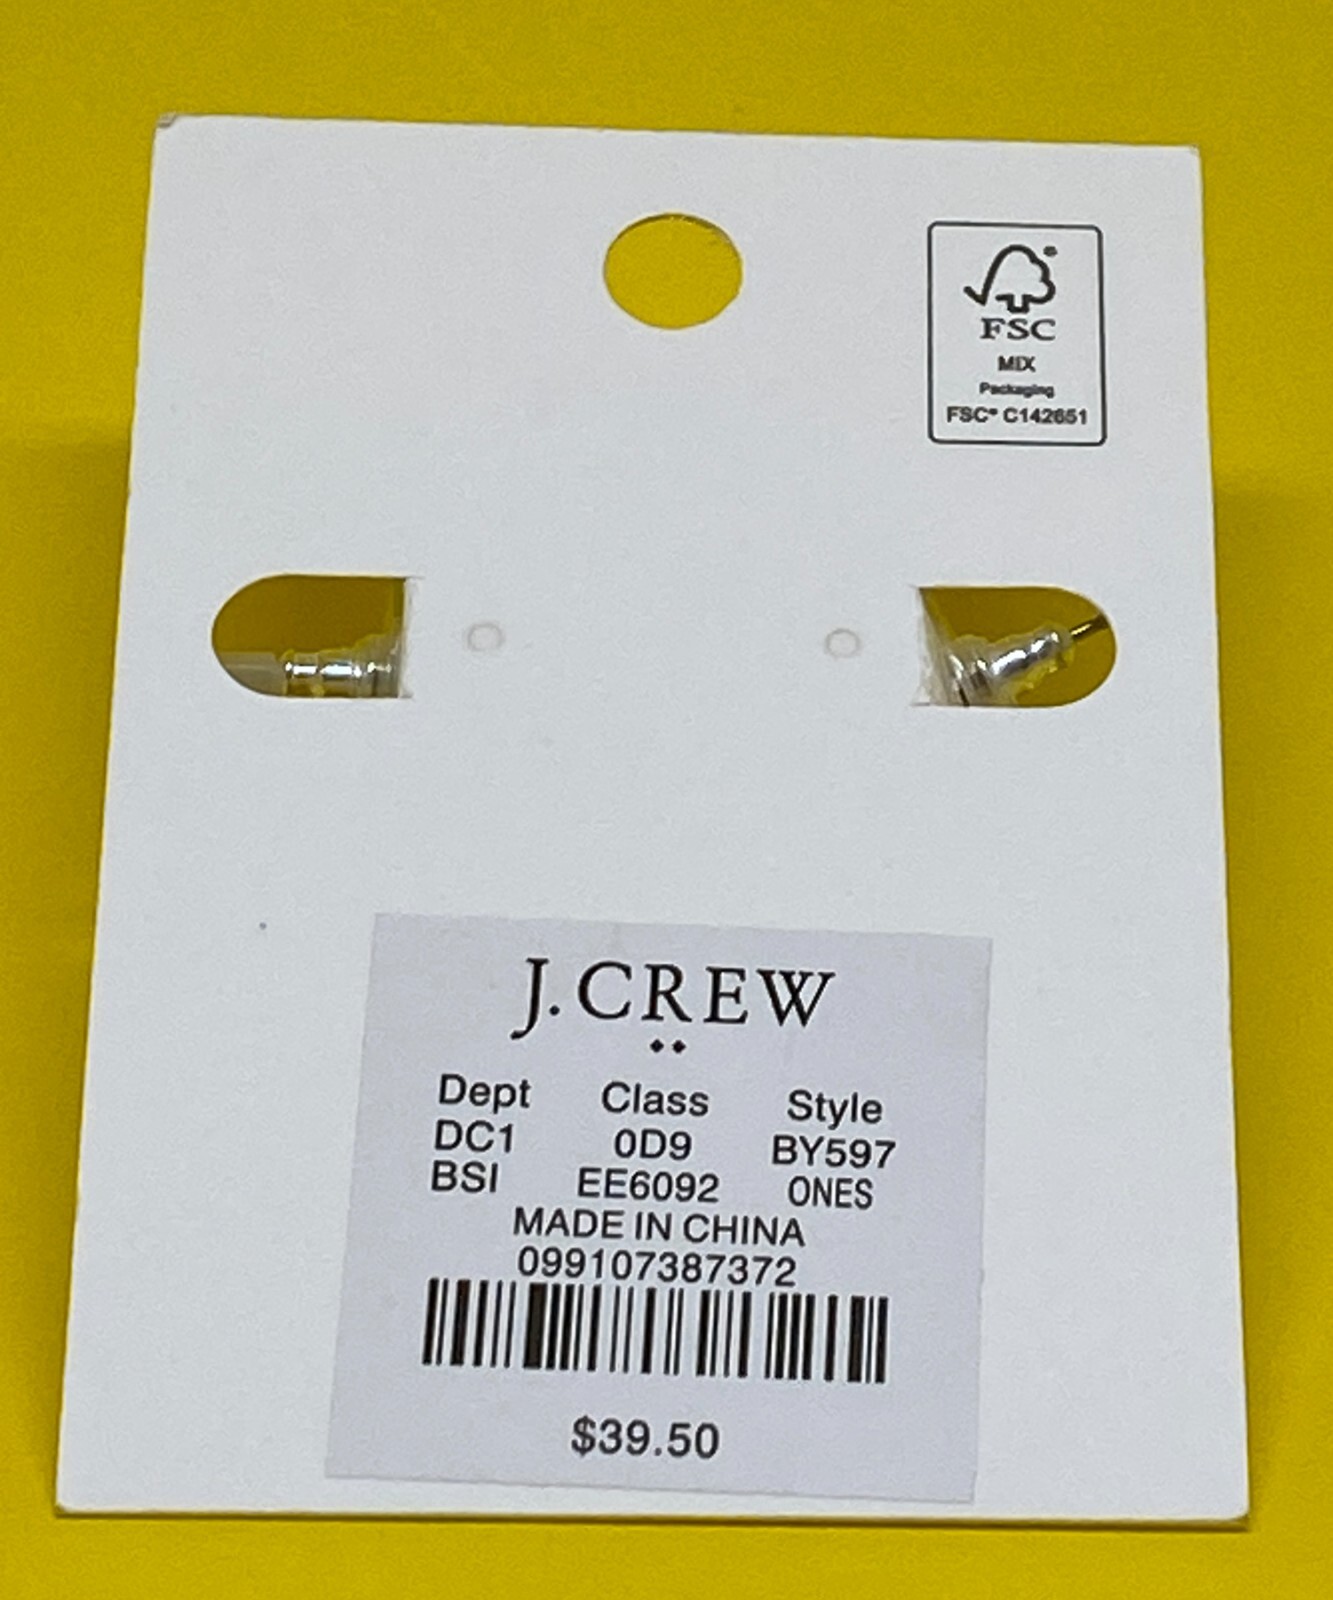 FSC
MIX
Packaging
FSC® C142651
J.CREW
Dept Class Style
DC1 0D9 BY597
BSI EE6092 ONES
MADE IN CHINA
099107387372
$39.50